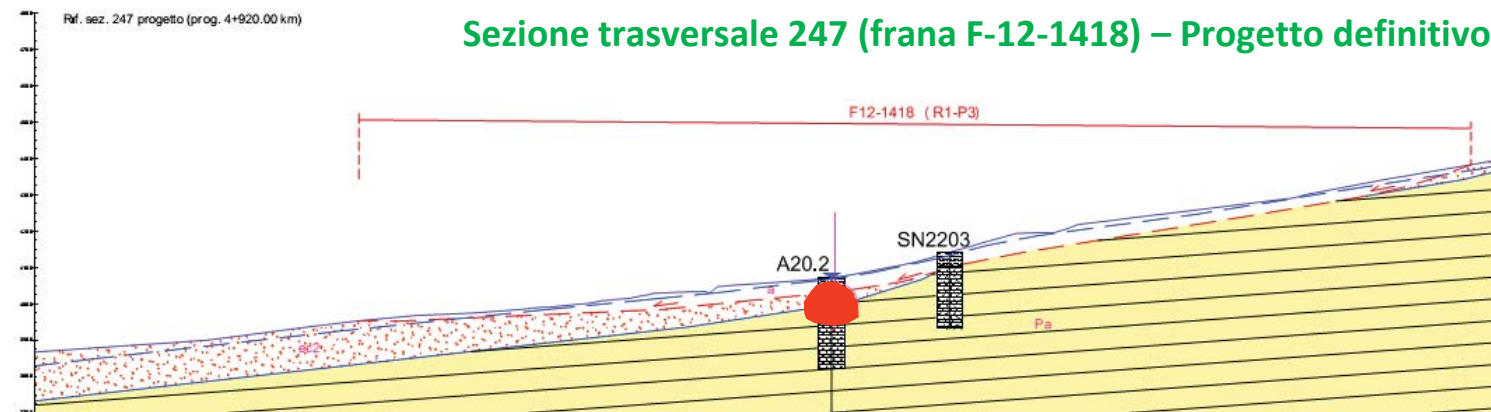 Rif. sez. 247 progetto (prog. 4+920.00 km)
Sezione trasversale 247 (frana F-12-1418) – Progetto definitivo
F12-1418 ( R1-P3)
SN2203
A20.2
a
Pa
ec2